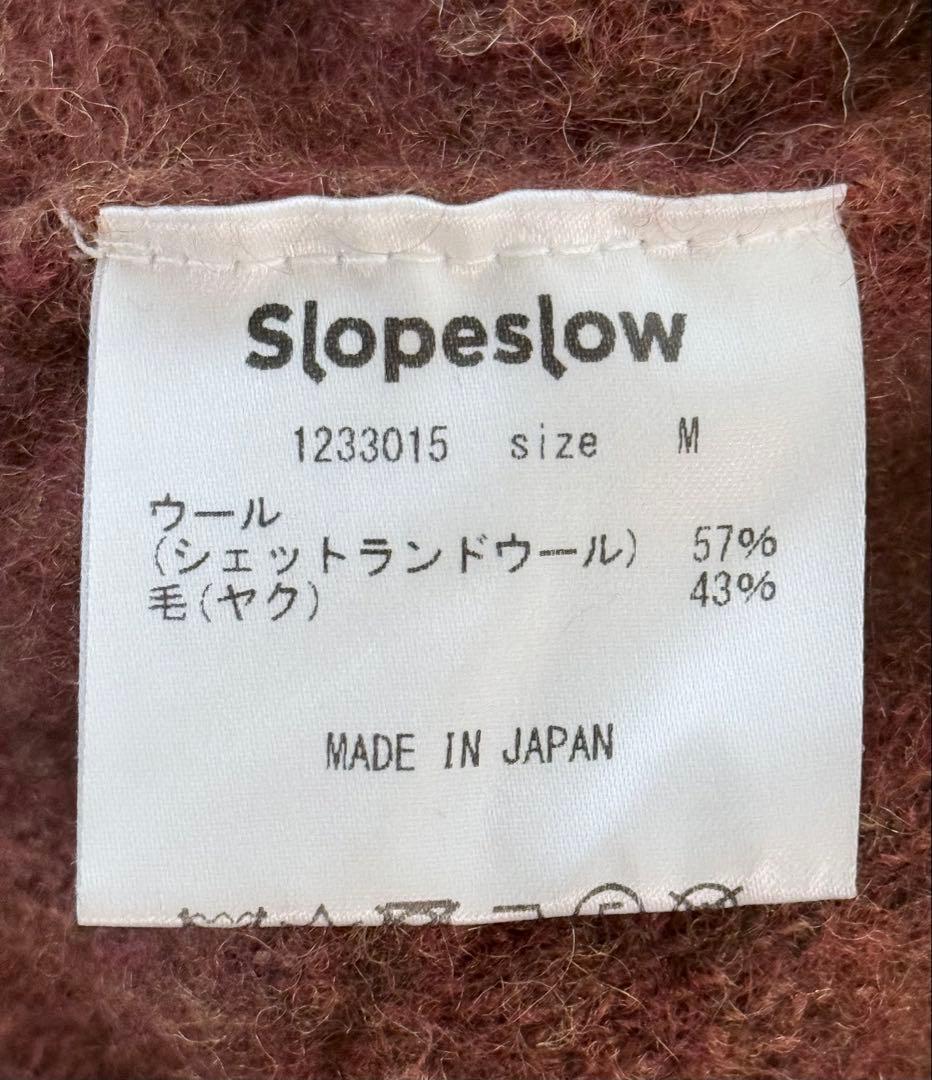 Slopeslow
1233015 size M
ウール
(シェットランドウール) 57%
毛(ヤク) 43%
MADE IN JAPAN